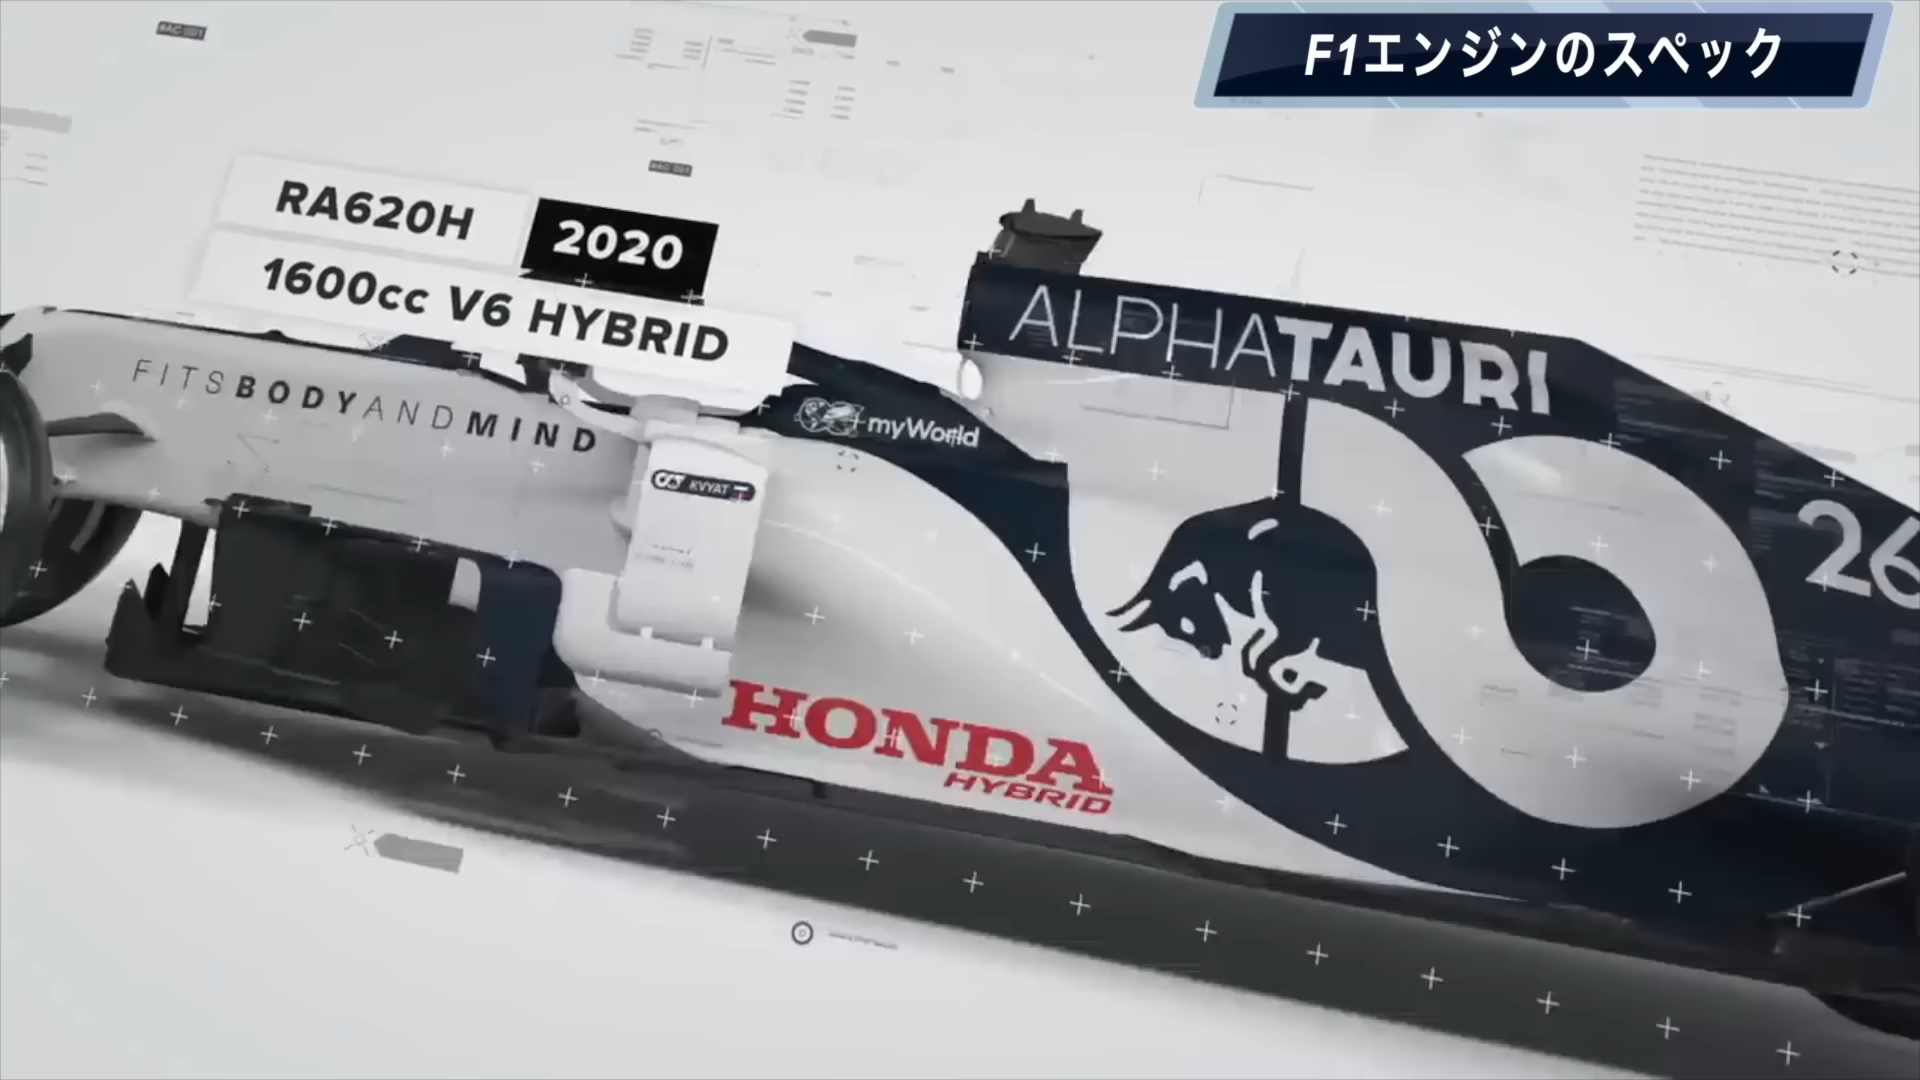 F1エンジンのスペック
RA620H
2020
1600cc V6 HYBRID
ALPHATAURI
FITSBODYANDMIND
myWorld
KVYAT
26
HONDA
HYBRID